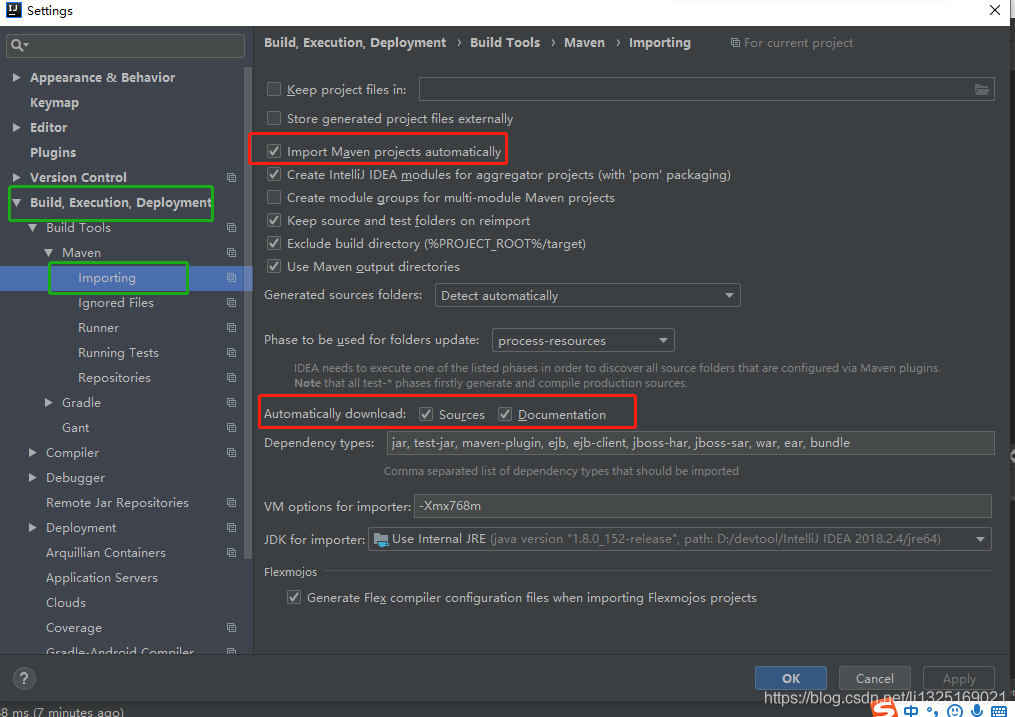 Settings
Build, Execution, Deployment › Build Tools › Maven › Importing For current project
Appearance & Behavior
Keymap
Editor
Plugins
Version Control
Build, Execution, Deployment
Build Tools
Maven
Importing
Ignored Files
Runner
Running Tests
Repositories
Gradle
Gant
Compiler
Debugger
Remote Jar Repositories
Deployment
Arquillian Containers
Application Servers
Clouds
Coverage
Gradle-Android Compiler
Keep project files in:
Store generated project files externally
Import Maven projects automatically
Create IntelliJ IDEA modules for aggregator projects (with 'pom' packaging)
Create module groups for multi-module Maven projects
Keep source and test folders on reimport
Exclude build directory (%PROJECT_ROOT%/target)
Use Maven output directories
Generated sources folders: Detect automatically
Phase to be used for folders update: process-resources
IDEA needs to execute one of the listed phases in order to discover all source folders that are configured via Maven plugins.
Note that all test-* phases firstly generate and compile production sources.
Automatically download: Sources Documentation
Dependency types: jar, test-jar, maven-plugin, ejb, ejb-client, jboss-har, jboss-sar, war, ear, bundle
Comma separated list of dependency types that should be imported
VM options for importer: -Xmx768m
JDK for importer: Use Internal JRE (java version "1.8.0_152-release", path: D:/devtool/IntelliJ IDEA 2018.2.4/jre64)
Flexmojos
Generate Flex compiler configuration files when importing Flexmojos projects
? OK Cancel Apply
https://blog.csdn.net/li1325169021
8 ms (7 minutes ago)
中